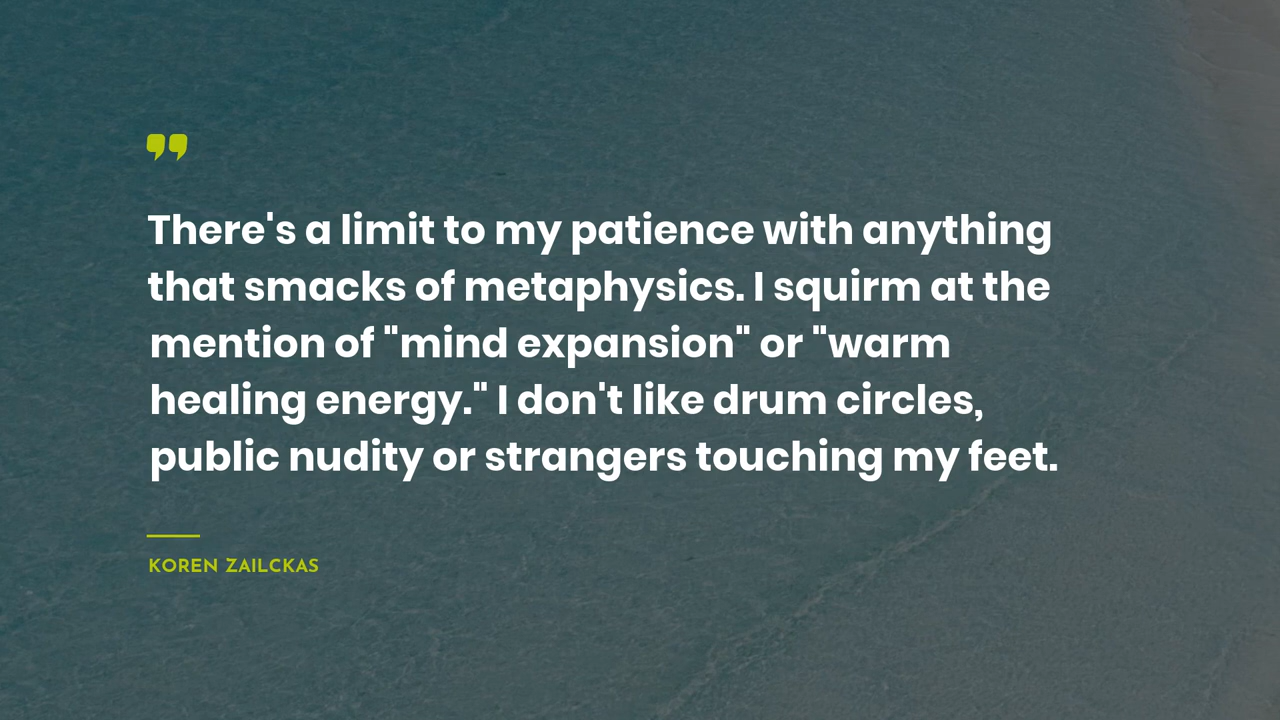 There's a limit to my patience with anything
that smacks of metaphysics. I squirm at the
mention of "mind expansion" or "warm
healing energy." I don't like drum circles,
public nudity or strangers touching my feet.
KOREN ZAILCKAS